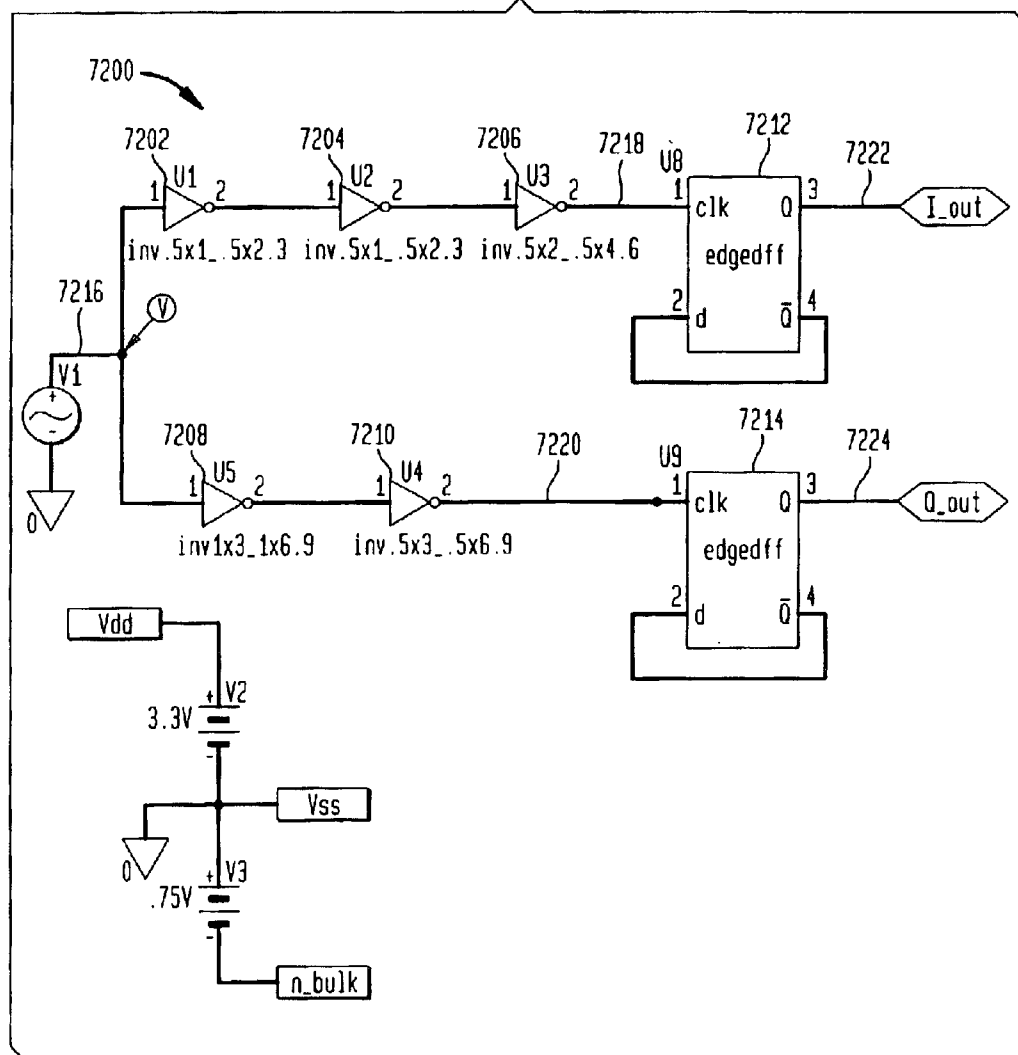 7200
7202
U1
1
2
inv.5x1_.5x2.3
7204
U2
1
2
inv.5x1_.5x2.3
7206
U3
1
2
inv.5x2_.5x4.6
7218
7212
U8
1
clk
Q
3
edgedff
2
d
Q̅
4
7222
I_out
7216
V
V1
+
-
0
7208
U5
1
2
inv1x3_1x6.9
7210
U4
1
2
inv.5x3_.5x6.9
7220
7214
U9
1
clk
Q
3
edgedff
2
d
Q̅
4
7224
Q_out
Vdd
+
V2
3.3V
-
Vss
0
+
V3
.75V
-
n_bulk